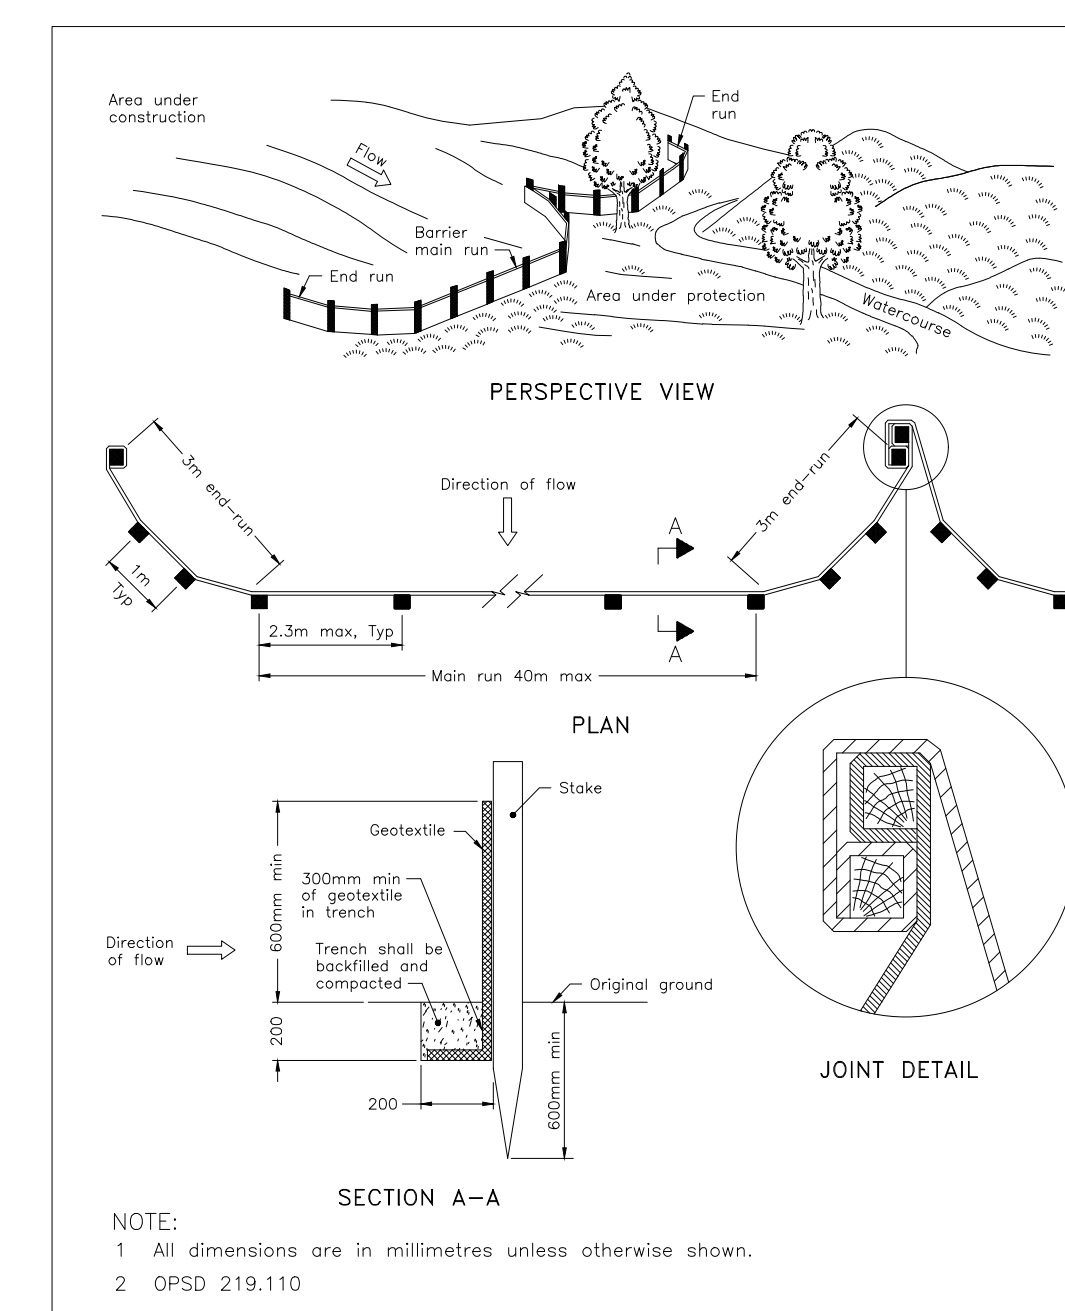 Area under
construction
Flow
End
run
Barrier
main run
End run
Area under protection
Watercourse
PERSPECTIVE VIEW
3m end-run
Direction of flow
3m end-run
A
1m
Typ
2.3m max, Typ
A
Main run 40m max
PLAN
Stake
Geotextile
600mm min
300mm min
of geotextile
in trench
Direction
of flow
Trench shall be
backfilled and
compacted
Original ground
200
600mm min
JOINT DETAIL
200
SECTION A-A
NOTE:
1 All dimensions are in millimetres unless otherwise shown.
2 OPSD 219.110